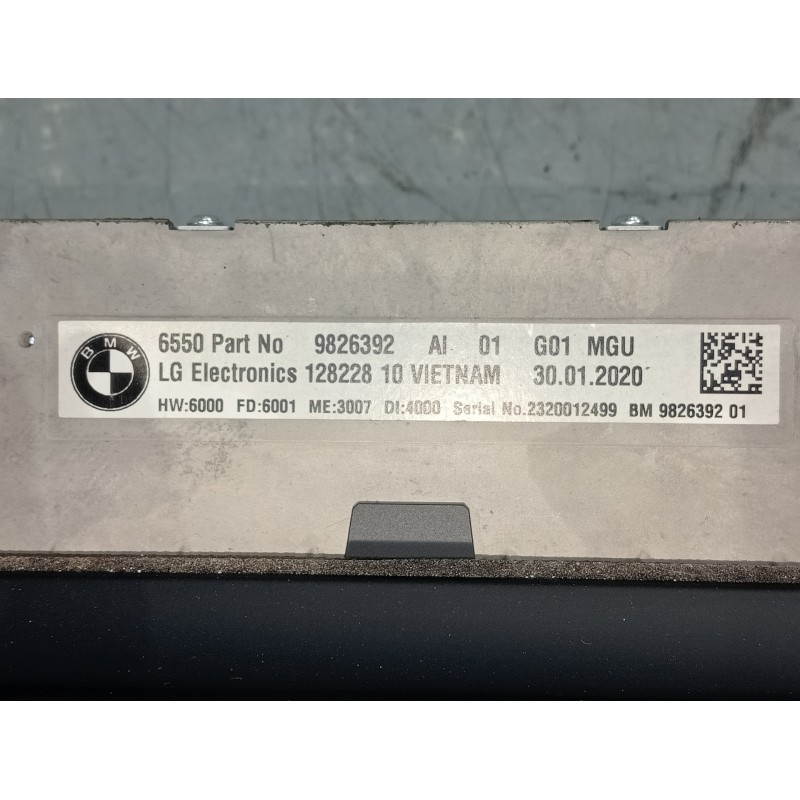 BMW
6550 Part No 9826392 AI 01 G01 MGU
LG Electronics 128228 10 VIETNAM 30.01.2020
HW:6000 FD:6001 ME:3007 DI:4000 Serial No.2320012499 BM 9826392 01